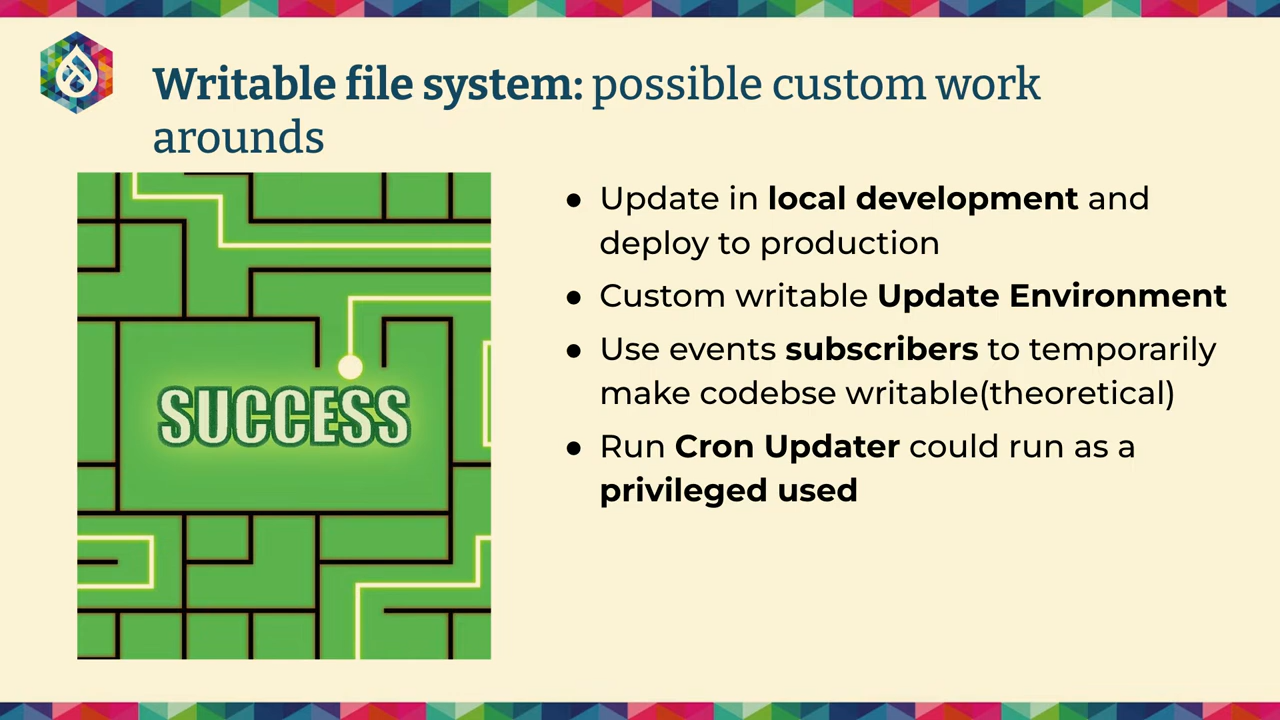 Writable file system: possible custom work
arounds
SUCCESS
● Update in local development and
deploy to production
● Custom writable Update Environment
● Use events subscribers to temporarily
make codebse writable(theoretical)
● Run Cron Updater could run as a
privileged used